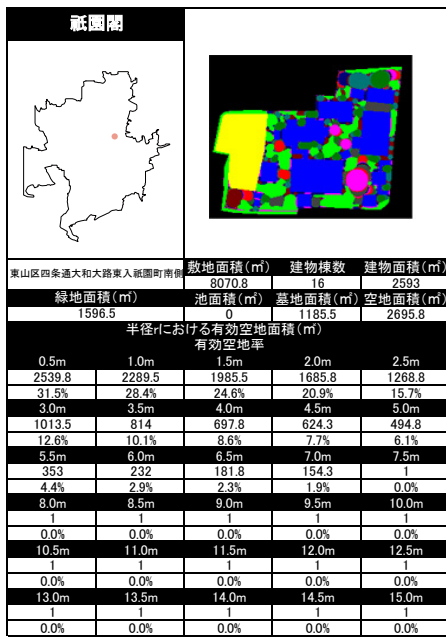 祇園閣
東山区四条通大和大路東入祇園町南側
敷地面積(㎡) 建物棟数 建物面積(㎡)
8070.8 16 2593
緑地面積(㎡) 池面積(㎡) 墓地面積(㎡) 空地面積(㎡)
1596.5 0 1185.5 2695.8
半径rにおける有効空地面積(㎡)
有効空地率
0.5m 1.0m 1.5m 2.0m 2.5m
2539.8 2289.5 1985.5 1685.8 1268.8
31.5% 28.4% 24.6% 20.9% 15.7%
3.0m 3.5m 4.0m 4.5m 5.0m
1013.5 814 697.8 624.3 494.8
12.6% 10.1% 8.6% 7.7% 6.1%
5.5m 6.0m 6.5m 7.0m 7.5m
353 232 181.8 154.3 1
4.4% 2.9% 2.3% 1.9% 0.0%
8.0m 8.5m 9.0m 9.5m 10.0m
1 1 1 1 1
0.0% 0.0% 0.0% 0.0% 0.0%
10.5m 11.0m 11.5m 12.0m 12.5m
1 1 1 1 1
0.0% 0.0% 0.0% 0.0% 0.0%
13.0m 13.5m 14.0m 14.5m 15.0m
1 1 1 1 1
0.0% 0.0% 0.0% 0.0% 0.0%